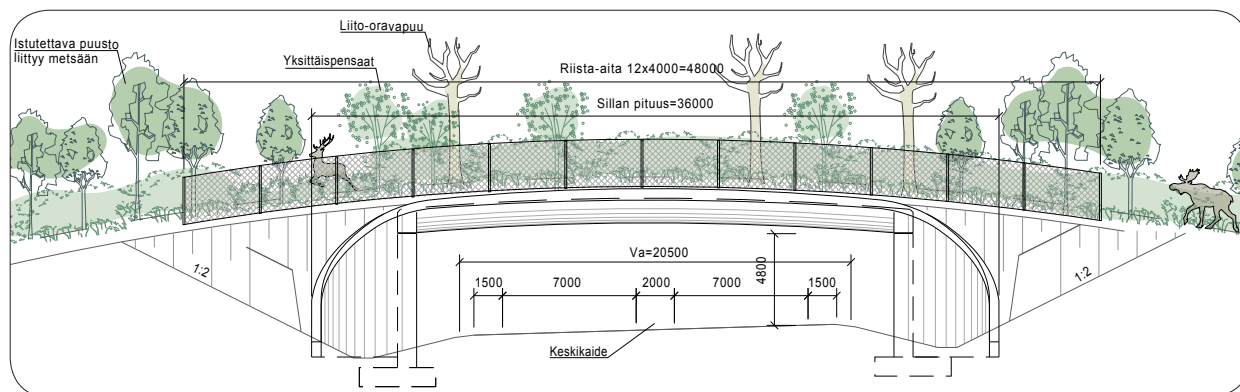 Liito-oravapuu
Istutettava puusto
liittyy metsään
Yksittäispensaat
Riista-aita 12x4000=48000
Sillan pituus=36000
Va=20500
4800
1:2
1:2
1500
7000
2000
7000
1500
Keskikaide